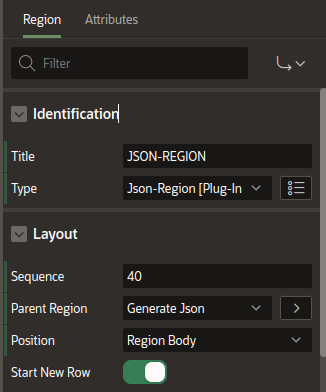 Region Attributes
Filter
Identification
Title JSON-REGION
Type Json-Region [Plug-In
Layout
Sequence 40
Parent Region Generate Json
Position Region Body
Start New Row